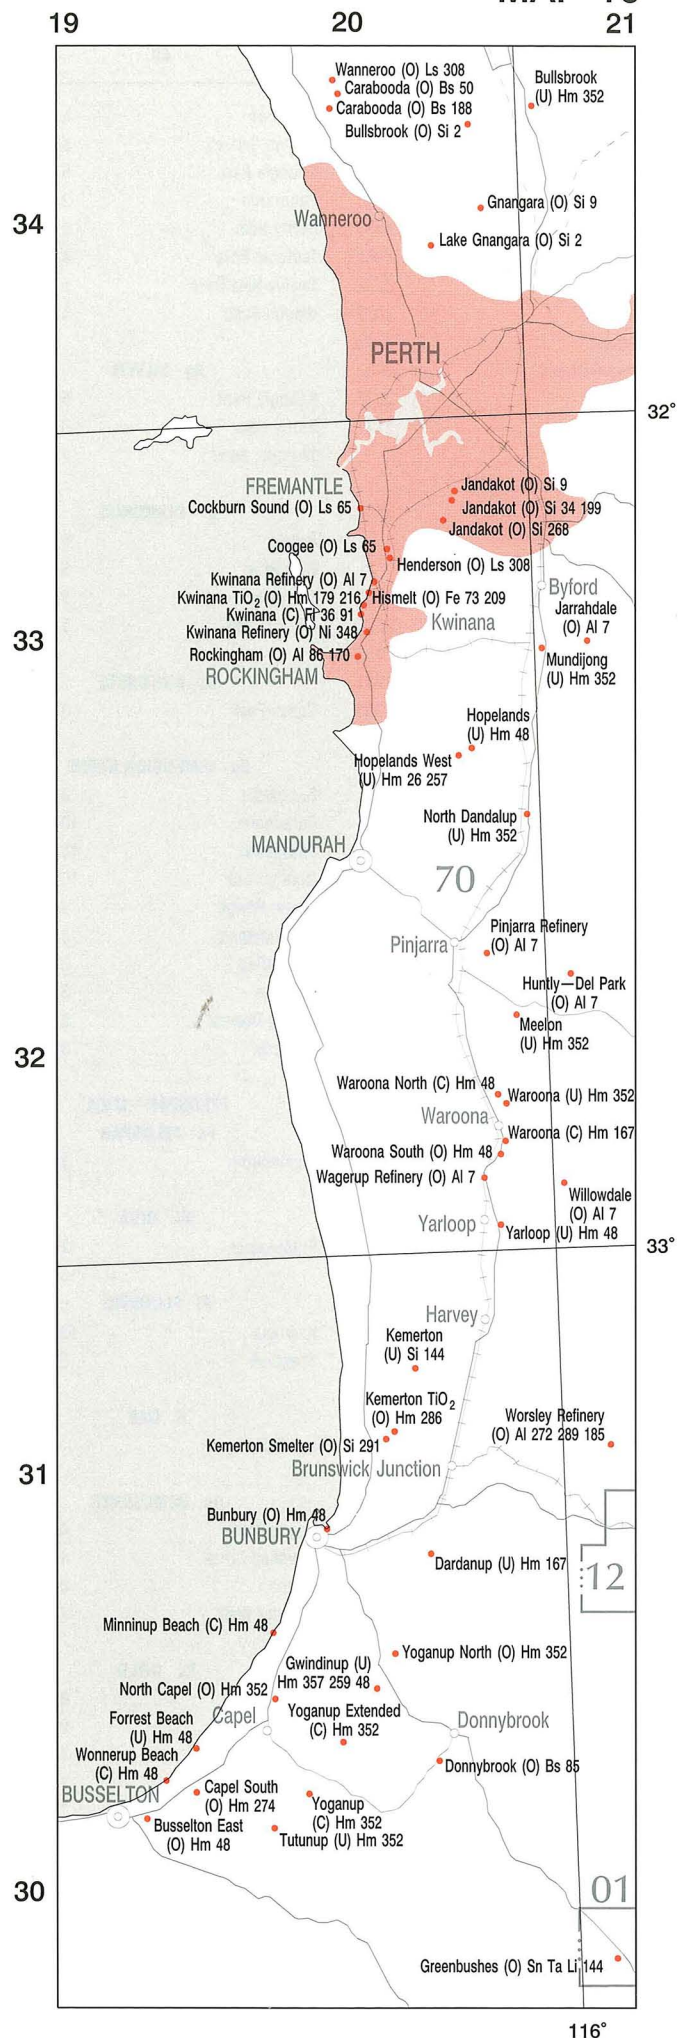 19
20
21
Wanneroo (O) Ls 308
Carabooda (O) Bs 50
Carabooda (O) Bs 188
Bullsbrook (O) Si 2
Bullsbrook
(U) Hm 352
Gnangara (O) Si 9
34
Wanneroo
Lake Gnangara (O) Si 2
PERTH
32°
FREMANTLE
Jandakot (O) Si 9
Cockburn Sound (O) Ls 65
Jandakot (O) Si 34 199
Jandakot (O) Si 268
Coogee (O) Ls 65
Henderson (O) Ls 308
Kwinana Refinery (O) Al 7
Byford
Kwinana TiO2 (O) Hm 179 216
Hismelt (O) Fe 73 209
Jarrahdale
(O) Al 7
Kwinana (C) Fr 36 91
Kwinana
Kwinana Refinery (O) Ni 348
33
Rockingham (O) Al 86 170
Mundijong
(U) Hm 352
ROCKINGHAM
Hopelands
(U) Hm 48
Hopelands West
(U) Hm 26 257
North Dandalup
(U) Hm 352
MANDURAH
70
Pinjarra
Pinjarra Refinery
(O) Al 7
Huntly—Del Park
(O) Al 7
Meelon
(U) Hm 352
32
Waroona North (C) Hm 48
Waroona (U) Hm 352
Waroona
Waroona (C) Hm 167
Waroona South (O) Hm 48
Wagerup Refinery (O) Al 7
Willowdale
(O) Al 7
Yarloop
Yarloop (U) Hm 48
33°
Harvey
Kemerton
(U) Si 144
Kemerton TiO2
(O) Hm 286
Worsley Refinery
(O) Al 272 289 185
Kemerton Smelter (O) Si 291
Brunswick Junction
31
Bunbury (O) Hm 48
BUNBURY
Dardanup (U) Hm 167
12
Minninup Beach (C) Hm 48
Yoganup North (O) Hm 352
Gwindinup (U)
Hm 357 259 48
North Capel (O) Hm 352
Capel
Yoganup Extended
(C) Hm 352
Donnybrook
Forrest Beach
(U) Hm 48
Wonnerup Beach
(C) Hm 48
Donnybrook (O) Bs 85
BUSSELTON
Capel South
(O) Hm 274
Yoganup
(C) Hm 352
Busselton East
(O) Hm 48
Tutunup (U) Hm 352
30
01
Greenbushes (O) Sn Ta Li 144
116°